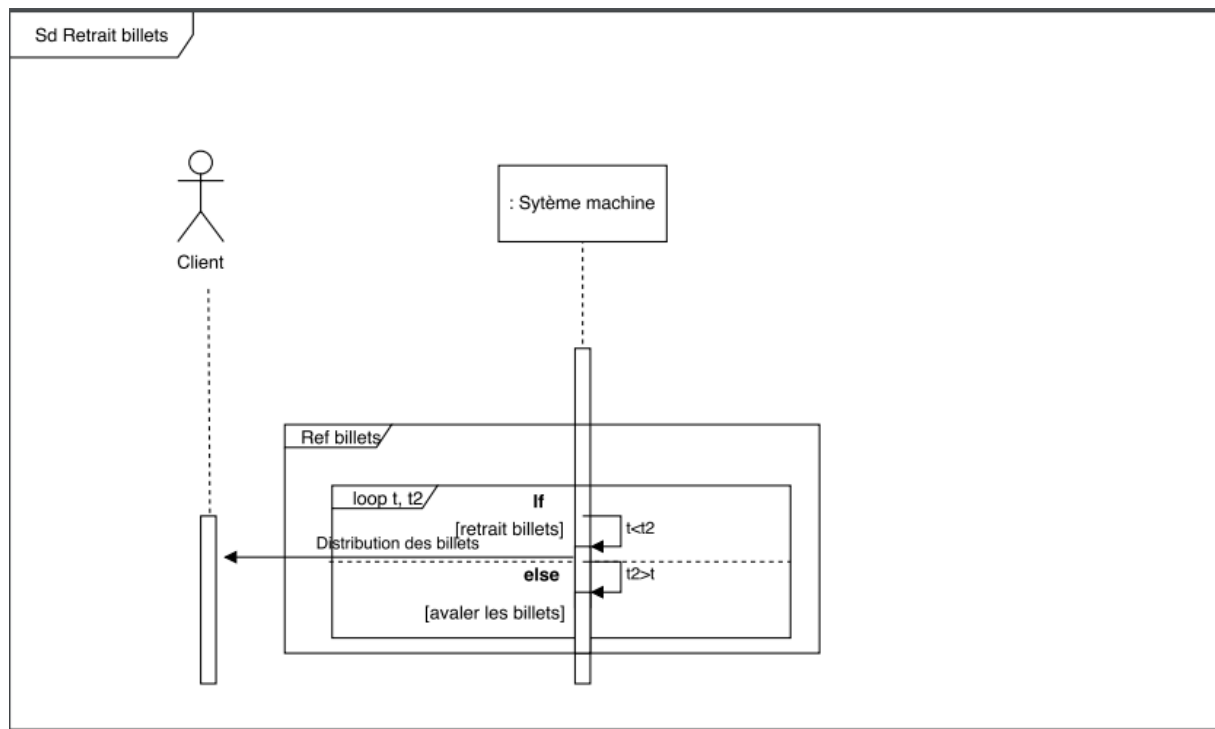 Sd Retrait billets
: Sytème machine
Client
Ref billets
loop t, t2
If
[retrait billets]
t<t2
Distribution des billets
else
t2>t
[avaler les billets]